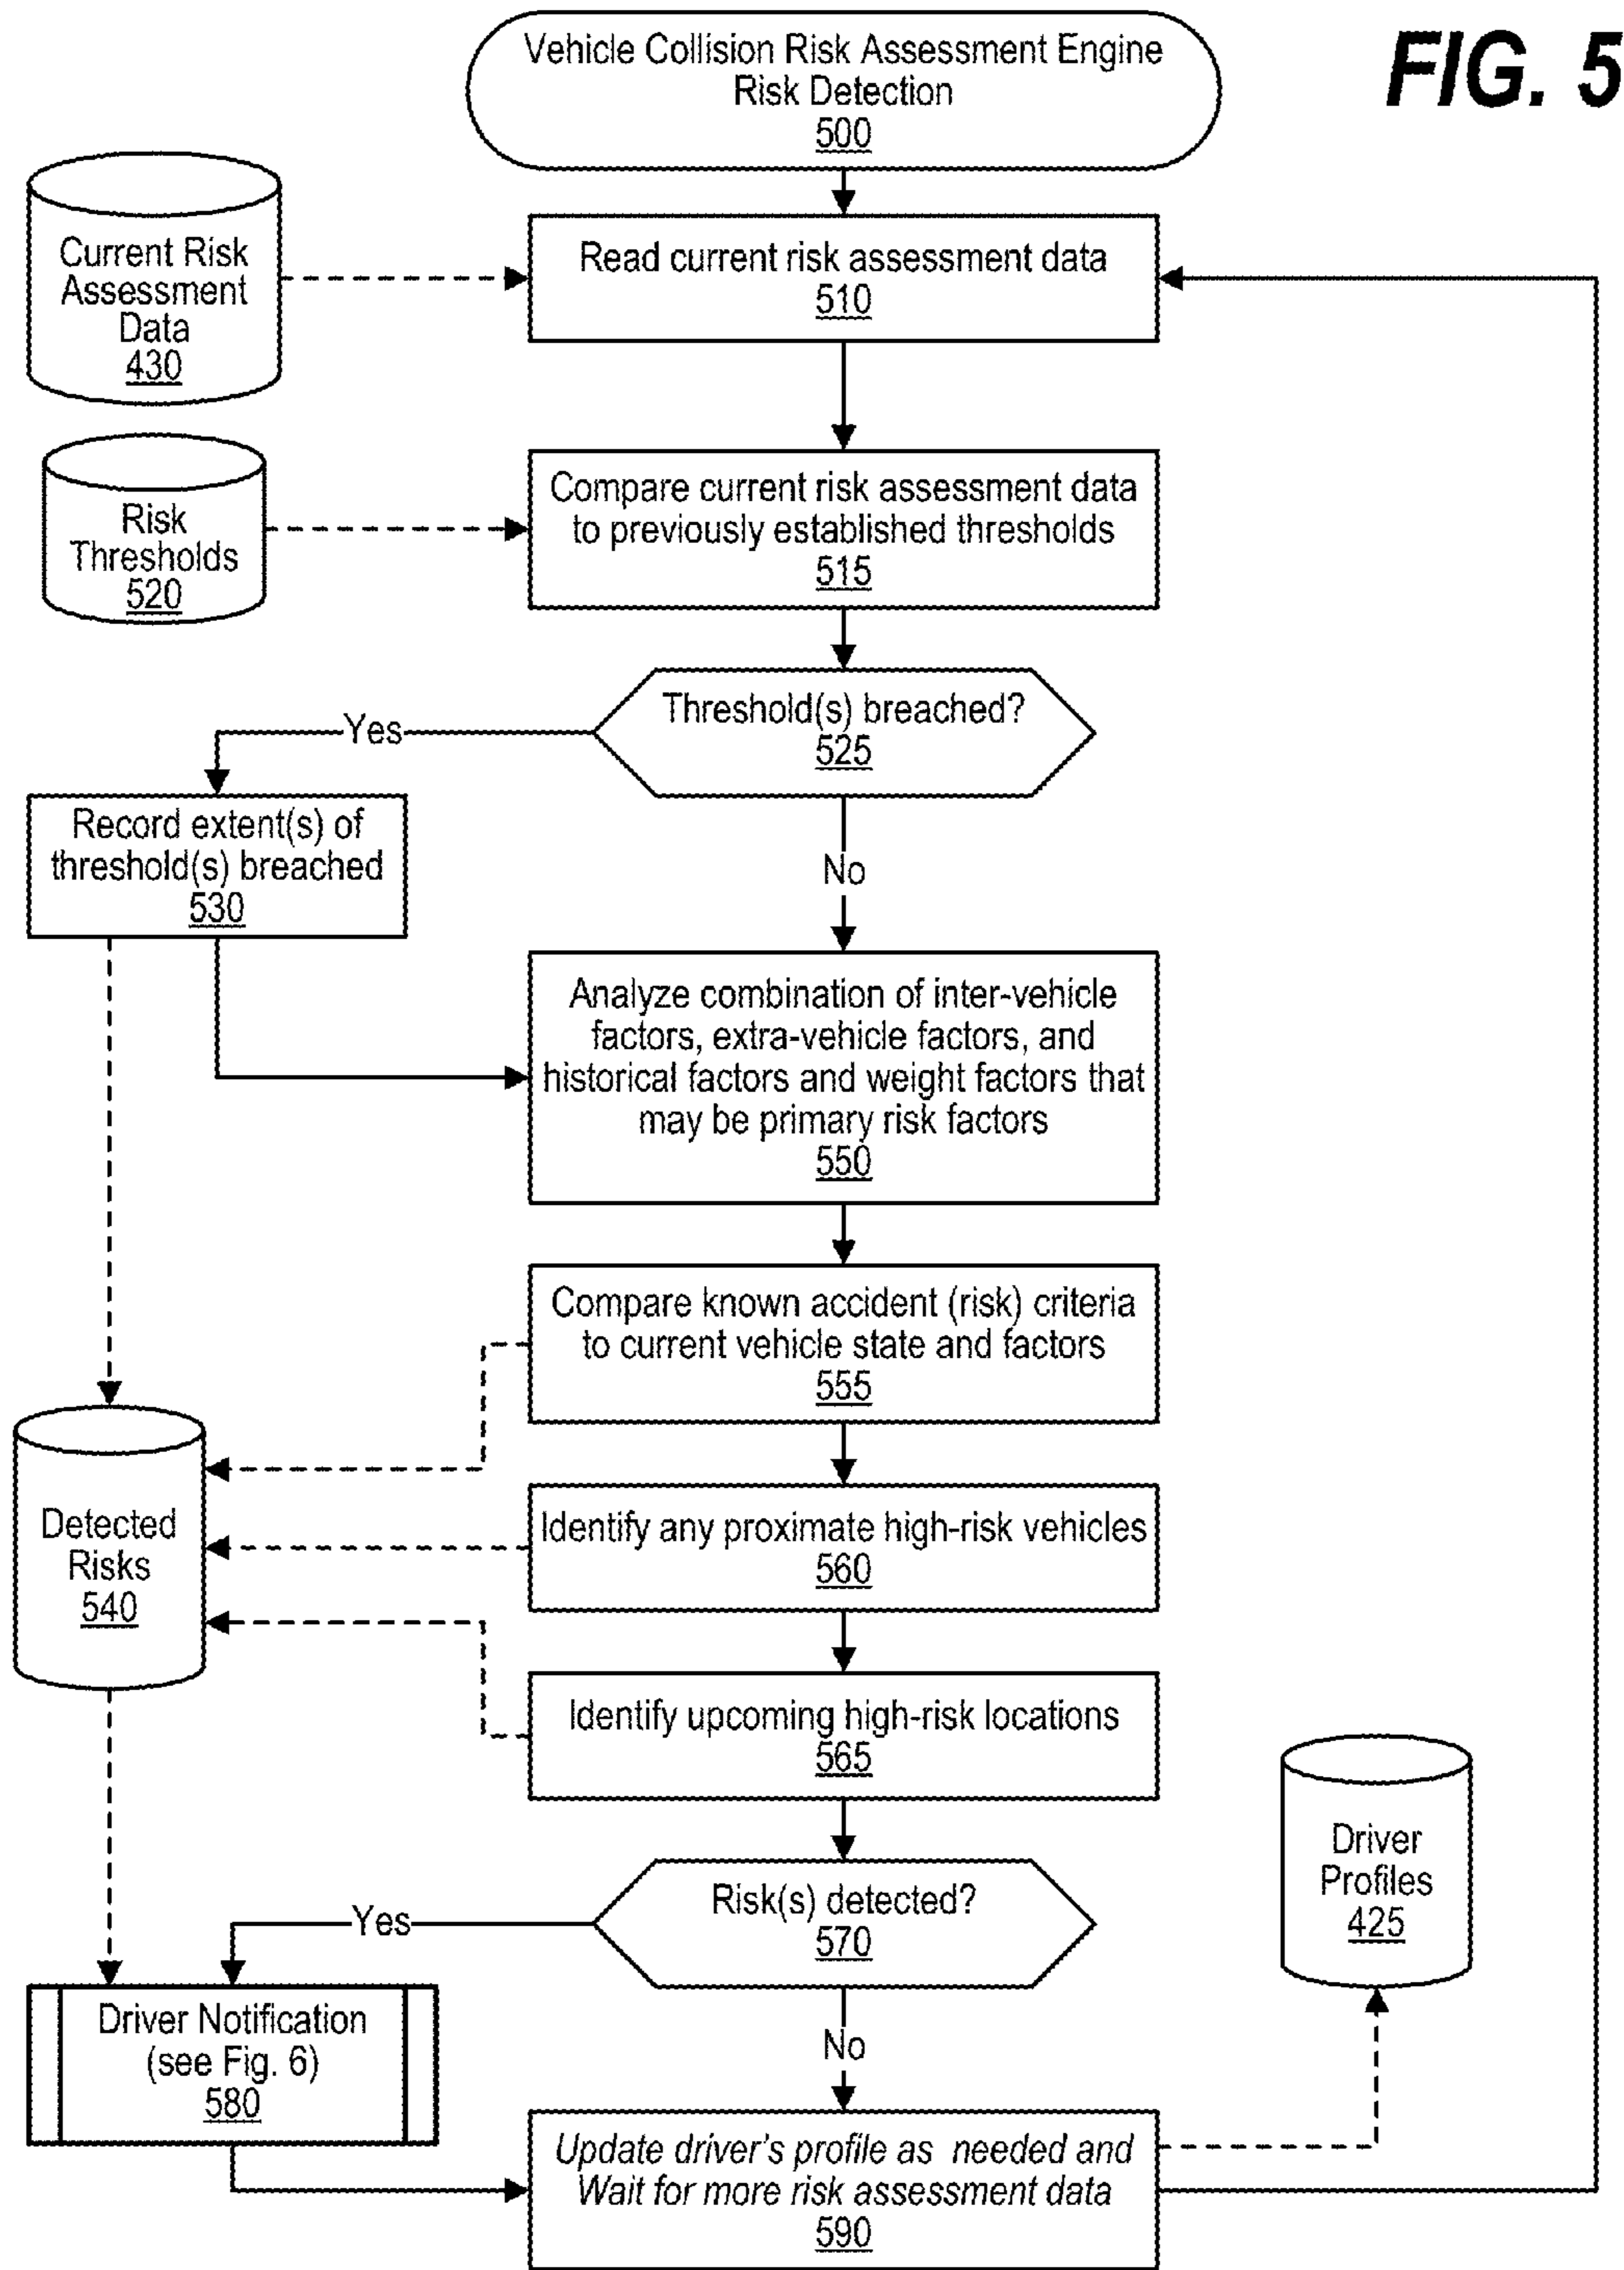 Vehicle Collision Risk Assessment Engine
Risk Detection
500
FIG. 5
Current Risk
Assessment
Data
430
Read current risk assessment data
510
Risk
Thresholds
520
Compare current risk assessment data
to previously established thresholds
515
Threshold(s) breached?
525
Yes
No
Record extent(s) of
threshold(s) breached
530
Analyze combination of inter-vehicle
factors, extra-vehicle factors, and
historical factors and weight factors that
may be primary risk factors
550
Compare known accident (risk) criteria
to current vehicle state and factors
555
Detected
Risks
540
Identify any proximate high-risk vehicles
560
Identify upcoming high-risk locations
565
Driver
Profiles
425
Risk(s) detected?
570
Yes
No
Driver Notification
(see Fig. 6)
580
Update driver's profile as needed and
Wait for more risk assessment data
590